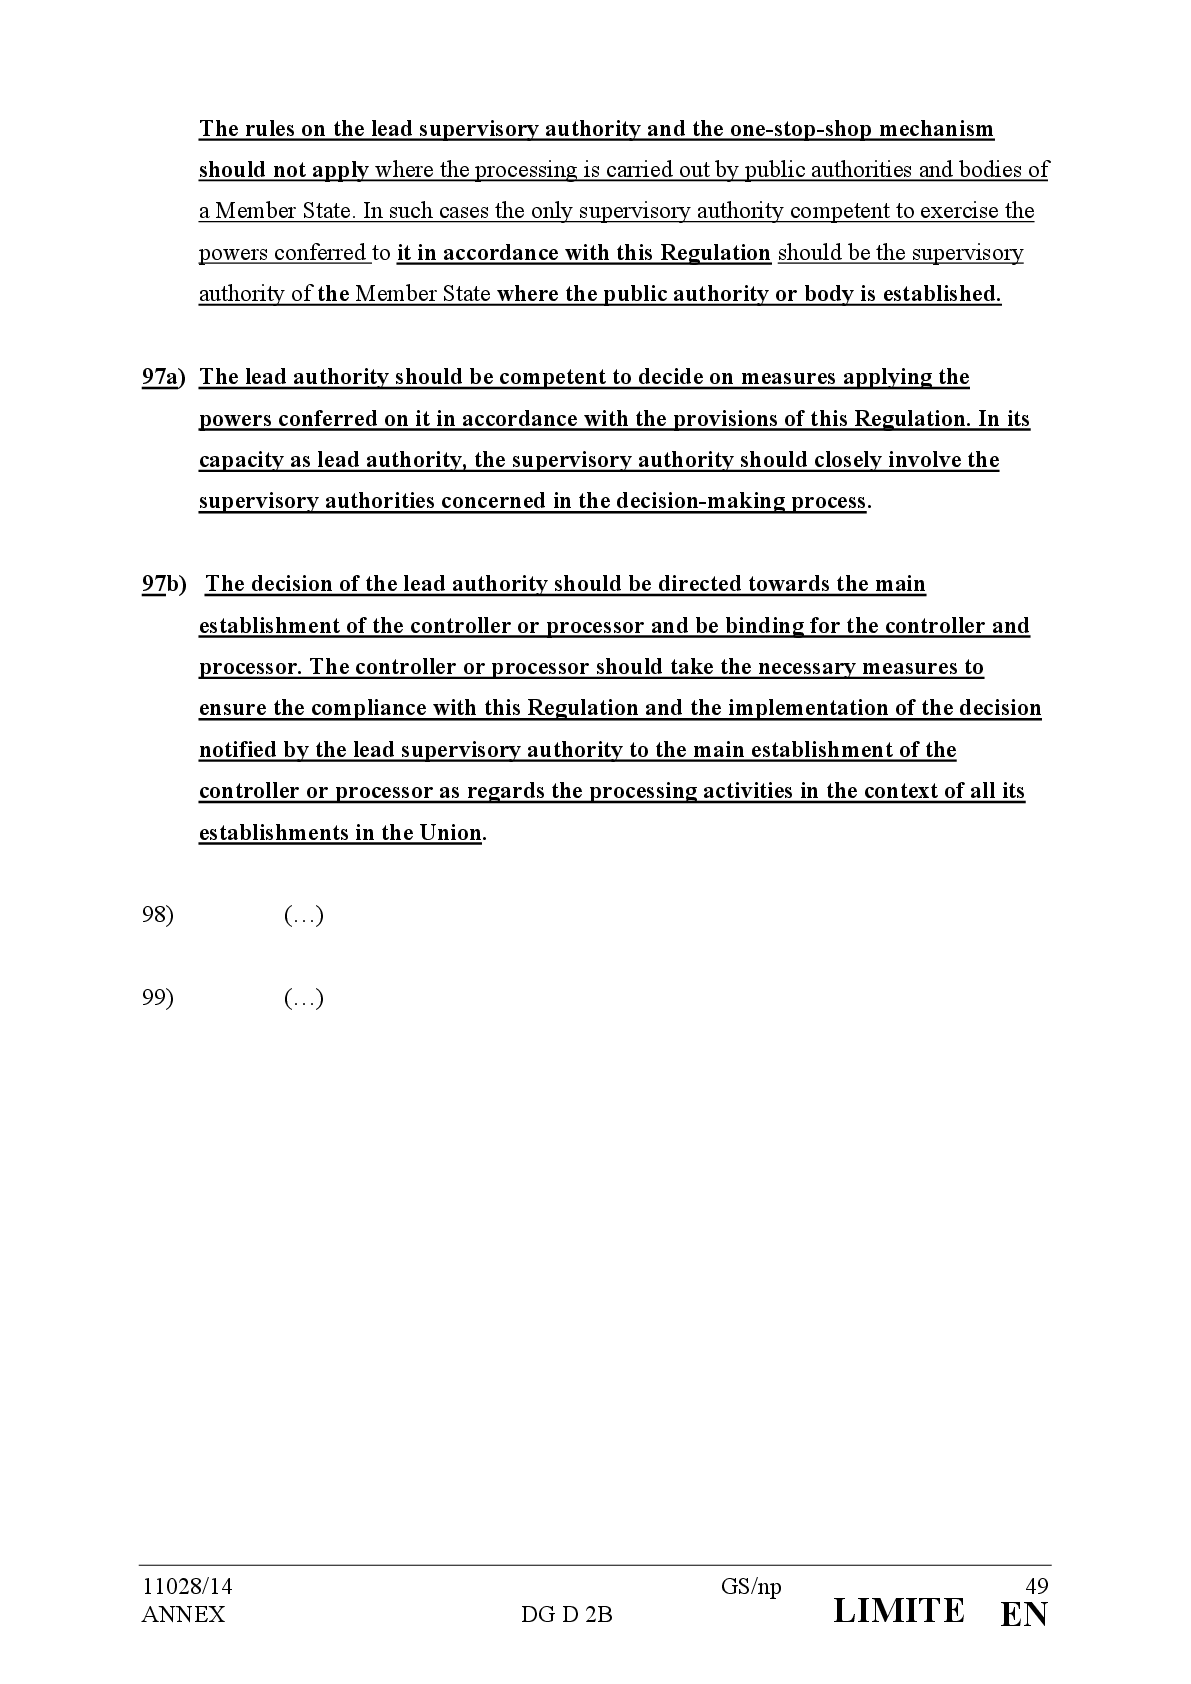 The rules on the lead supervisory authority and the one-stop-shop mechanism
should not apply where the processing is carried out by public authorities and bodies of
a Member State. In such cases the only supervisory authority competent to exercise the
powers conferred to it in accordance with this Regulation should be the supervisory
authority of the Member State where the public authority or body is established.
97a) The lead authority should be competent to decide on measures applying the
powers conferred on it in accordance with the provisions of this Regulation. In its
capacity as lead authority, the supervisory authority should closely involve the
supervisory authorities concerned in the decision-making process.
97b) The decision of the lead authority should be directed towards the main
establishment of the controller or processor and be binding for the controller and
processor. The controller or processor should take the necessary measures to
ensure the compliance with this Regulation and the implementation of the decision
notified by the lead supervisory authority to the main establishment of the
controller or processor as regards the processing activities in the context of all its
establishments in the Union.
98) (…)
99) (…)
11028/14 GS/np 49
ANNEX DG D 2B LIMITE EN